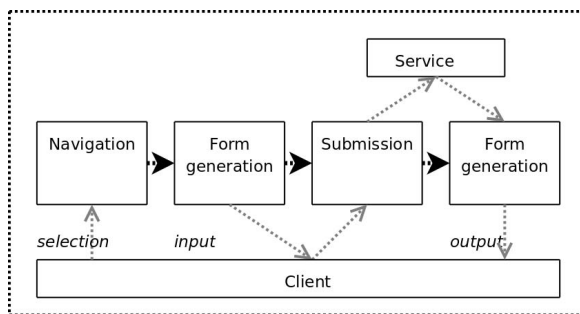 Service
Navigation
Form
generation
Submission
Form
generation
selection
input
output
Client